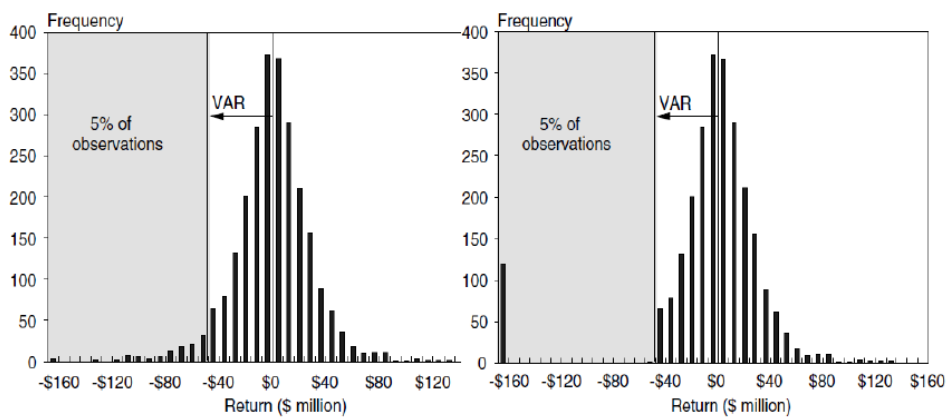 Frequency
400
350
300
250
200
150
100
50
0
VAR
5% of
observations
-$160 -$120 -$80 -$40 $0 $40 $80 $120
Return ($ million)
Frequency
400
350
300
250
200
150
100
50
0
VAR
5% of
observations
-$160 -$120 -$80 -$40 $0 $40 $80 $120 $160
Return ($ million)